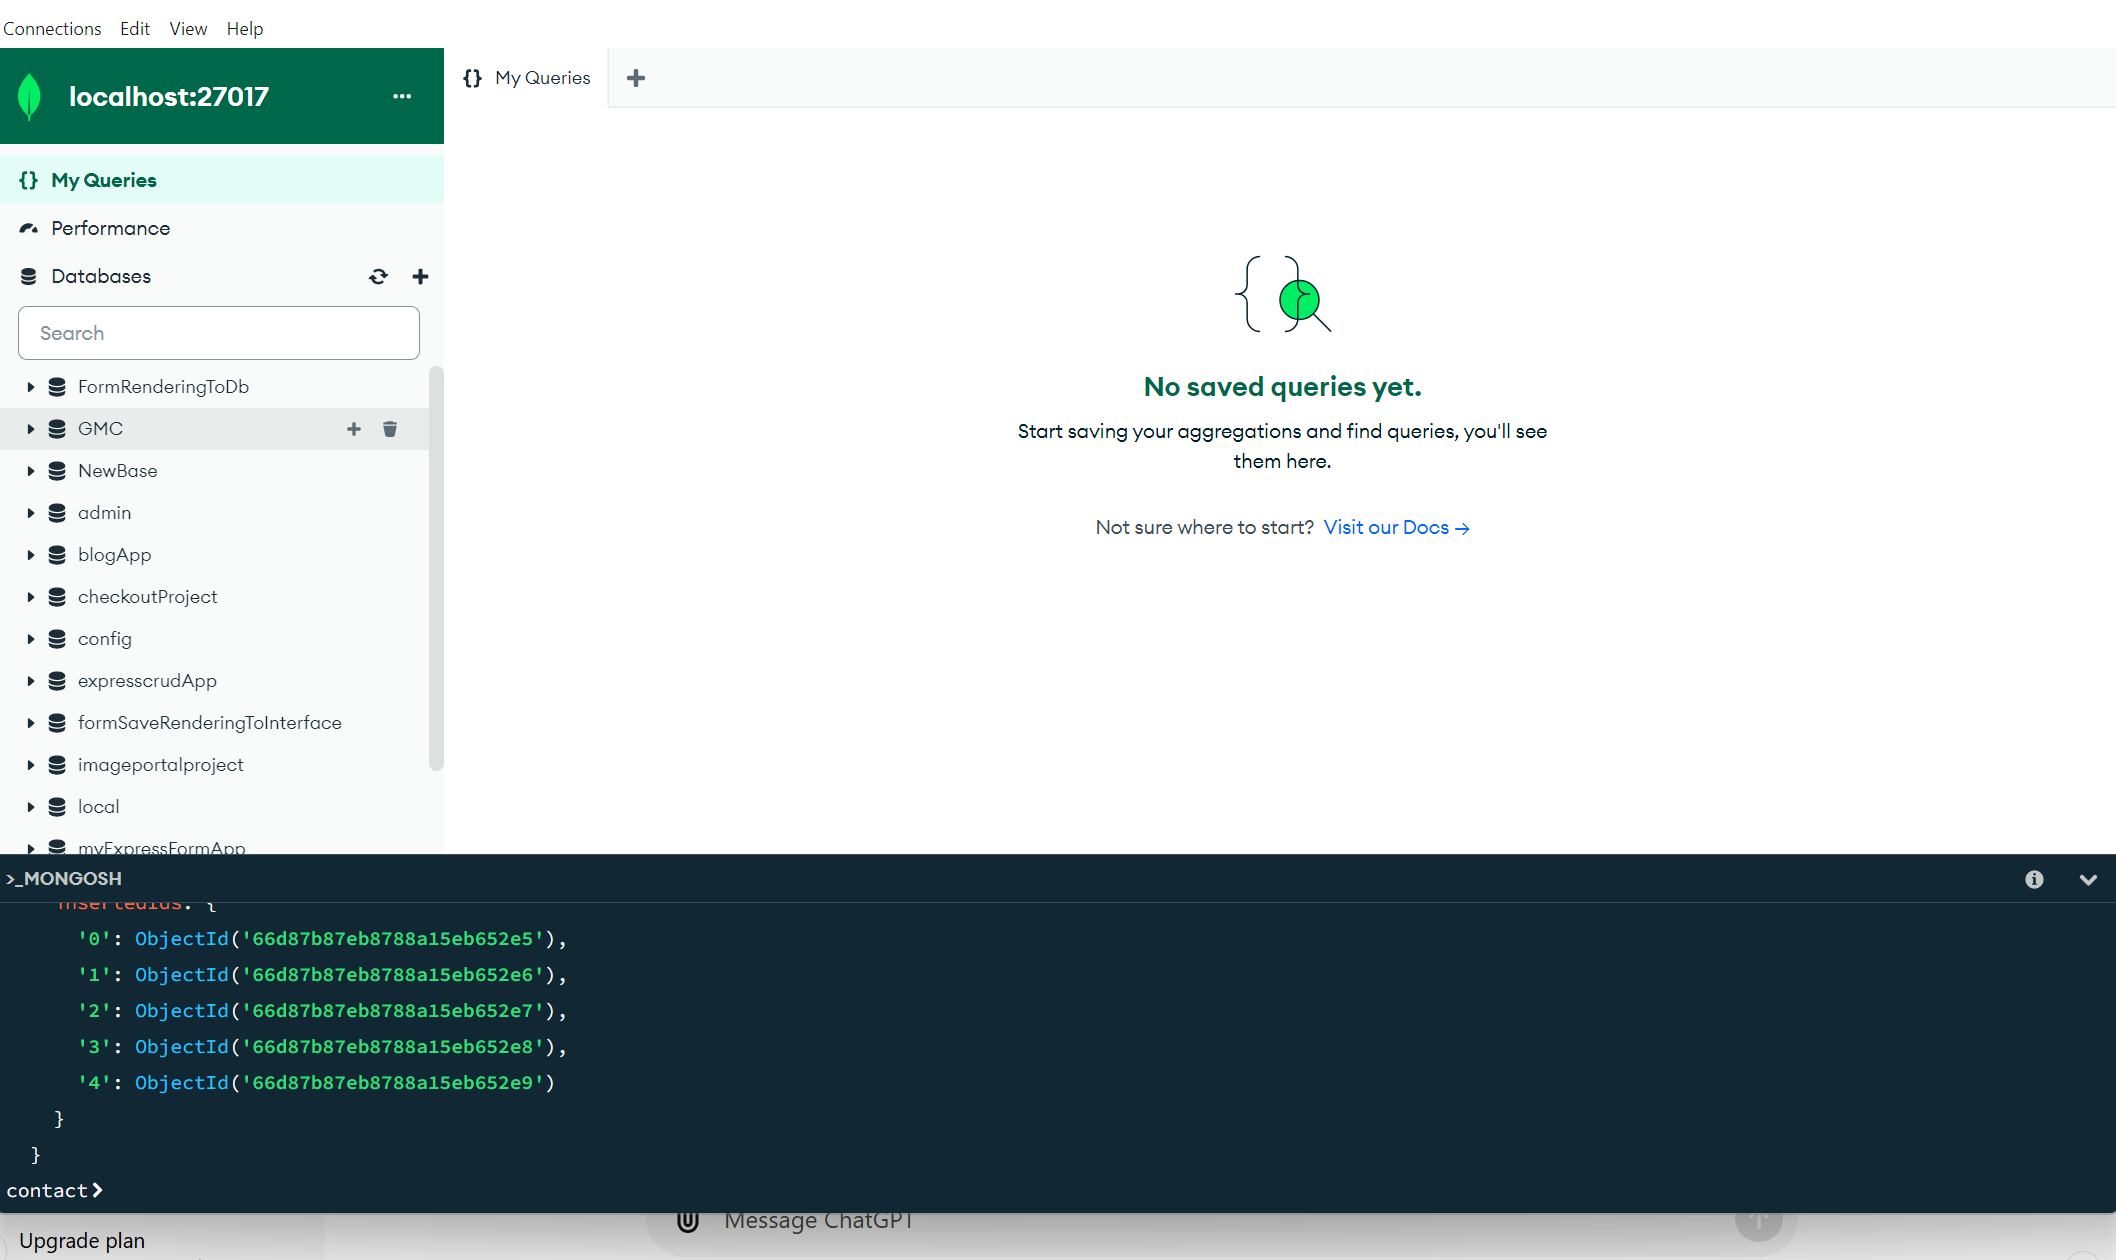 Connections Edit View Help
localhost:27017 ...
{} My Queries
{} My Queries
Performance
Databases
Search
FormRenderingToDb
GMC
NewBase
admin
blogApp
checkoutProject
config
expresscrudApp
formSaveRenderingToInterface
imageportalproject
local
myExpressFormApp
No saved queries yet.
Start saving your aggregations and find queries, you'll see
them here.
Not sure where to start? Visit our Docs →
>_MONGOSH
insertedIds: {
'0': ObjectId('66d87b87eb8788a15eb652e5'),
'1': ObjectId('66d87b87eb8788a15eb652e6'),
'2': ObjectId('66d87b87eb8788a15eb652e7'),
'3': ObjectId('66d87b87eb8788a15eb652e8'),
'4': ObjectId('66d87b87eb8788a15eb652e9')
}
}
contact>
Message ChatGPT
Upgrade plan